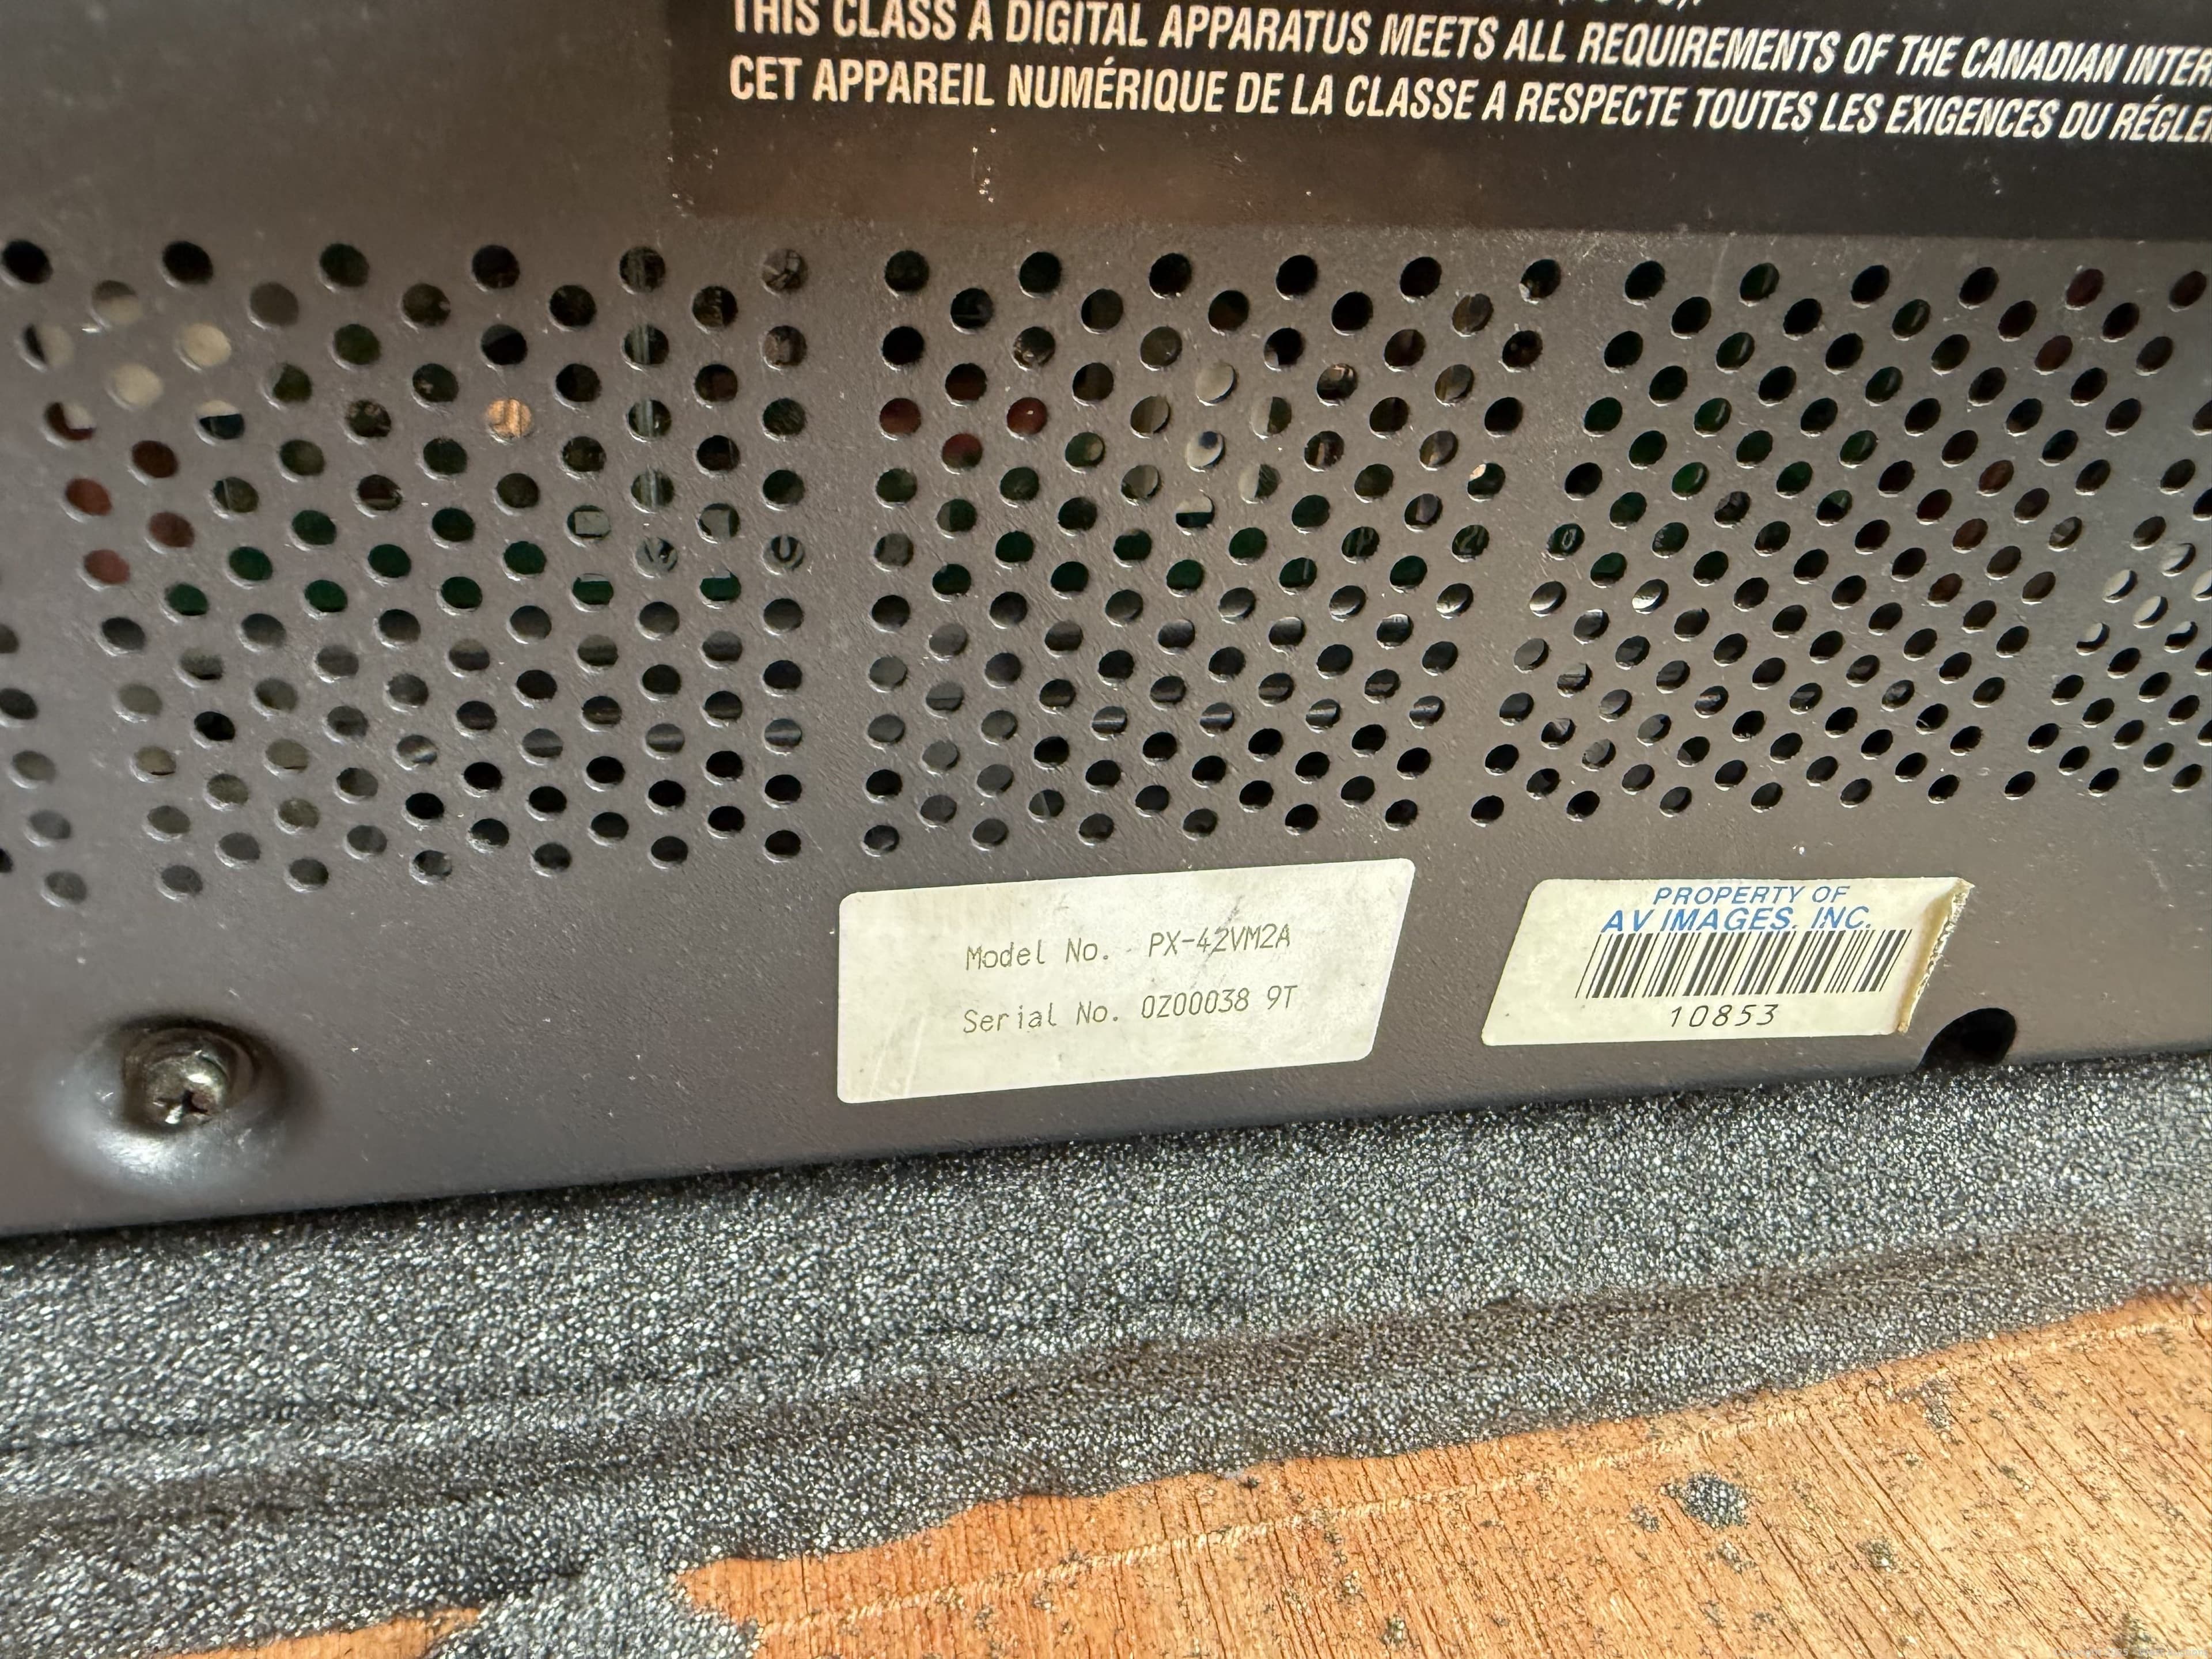 THIS CLASS A DIGITAL APPARATUS MEETS ALL REQUIREMENTS OF THE CANADIAN
CET APPAREIL NUMÉRIQUE DE LA CLASSE A RESPECTE TOUTES LES EXIGENCES DU
Model No. PX-42VM2A
Serial No. 0Z00038 9T
PROPERTY OF
AV IMAGES, INC.
10853